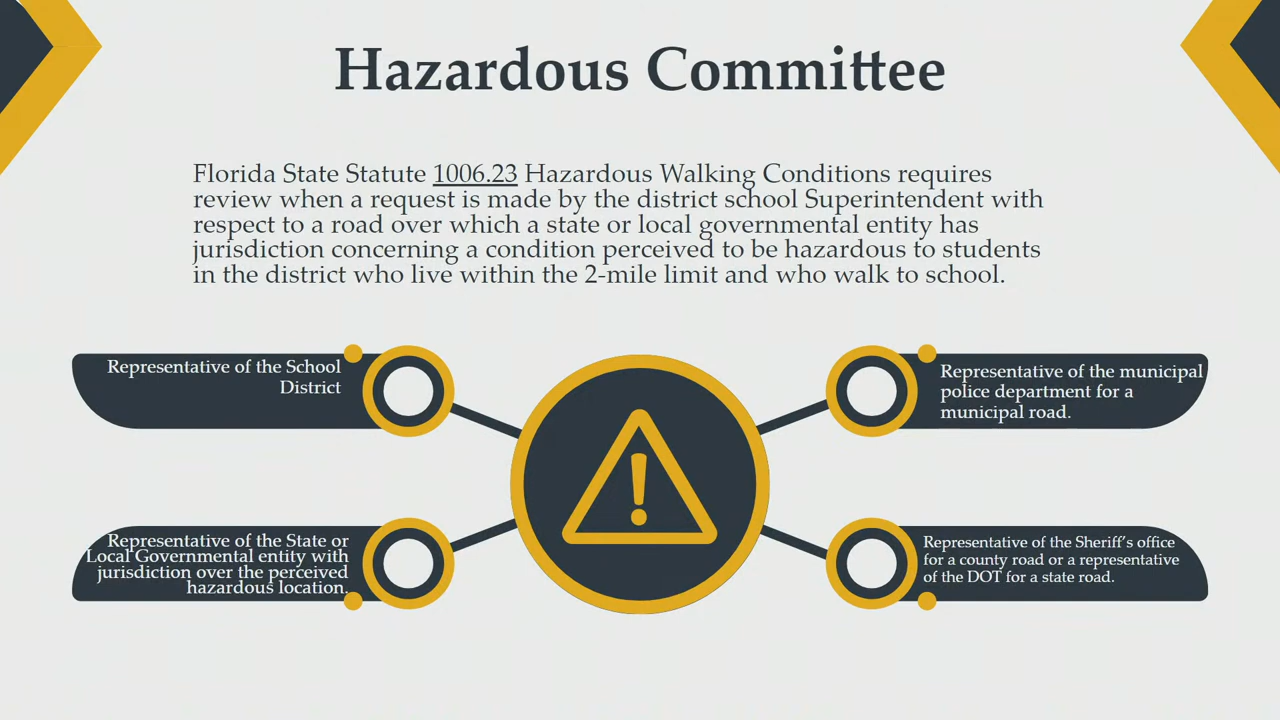 Hazardous Committee
Florida State Statute 1006.23 Hazardous Walking Conditions requires
review when a request is made by the district school Superintendent with
respect to a road over which a state or local governmental entity has
jurisdiction concerning a condition perceived to be hazardous to students
in the district who live within the 2-mile limit and who walk to school.
Representative of the School
District
Representative of the municipal
police department for a
municipal road.
Representative of the State or
Local Governmental entity with
jurisdiction over the perceived
hazardous location.
Representative of the Sheriff's office
for a county road or a representative
of the DOT for a state road.